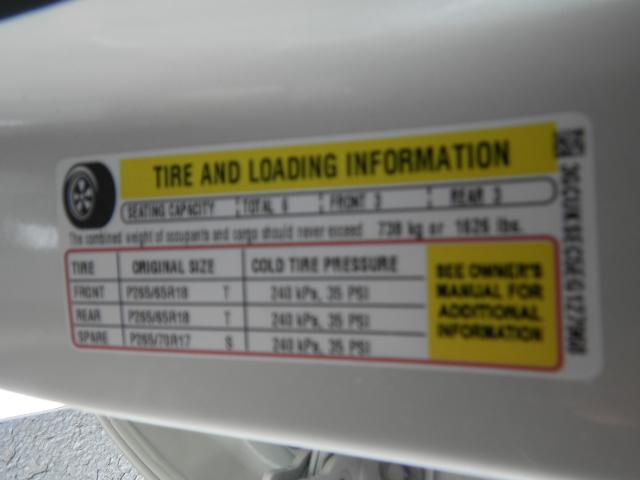 TIRE AND LOADING INFORMATION
SEATING CAPACITY TOTAL 6 FRONT 3 REAR 3
The combined weight of occupants and cargo should never exceed 738 kg or 1626 lbs.
TIRE ORIGINAL SIZE COLD TIRE PRESSURE
FRONT P265/65R18 T 240 kPa, 35 PSI
REAR P265/65R18 T 240 kPa, 35 PSI
SPARE P265/70R17 S 240 kPa, 35 PSI
SEE OWNER'S
MANUAL FOR
ADDITIONAL
INFORMATION